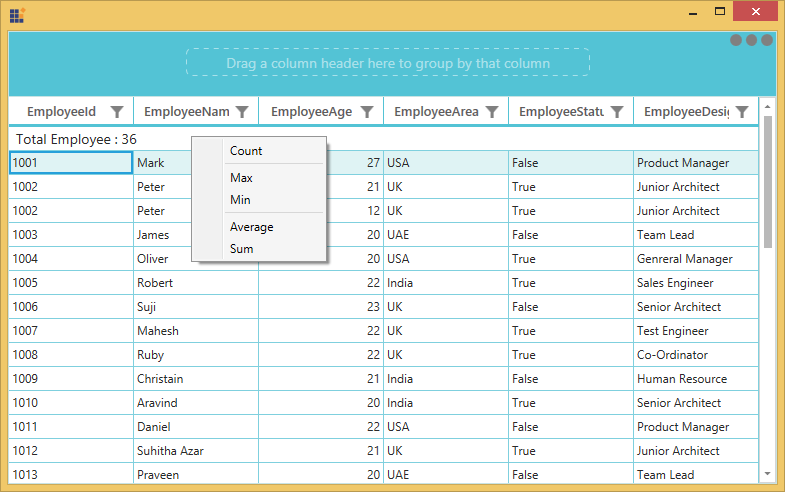 Drag a column header here to group by that column
EmployeeId EmployeeNam EmployeeAge EmployeeArea EmployeeStatu EmployeeDesig
Total Employee : 36
Count
Max
Min
Average
Sum
1001 Mark 27 USA False Product Manager
1002 Peter 21 UK True Junior Architect
1002 Peter 12 UK True Junior Architect
1003 James 20 UAE False Team Lead
1004 Oliver 20 USA True Genreral Manager
1005 Robert 22 India True Sales Engineer
1006 Suji 23 UK False Senior Architect
1007 Mahesh 22 UK True Test Engineer
1008 Ruby 22 UK True Co-Ordinator
1009 Christain 21 India False Human Resource
1010 Aravind 20 India True Senior Architect
1011 Daniel 22 USA False Product Manager
1012 Suhitha Azar 21 UK True Junior Architect
1013 Praveen 20 UAE False Team Lead